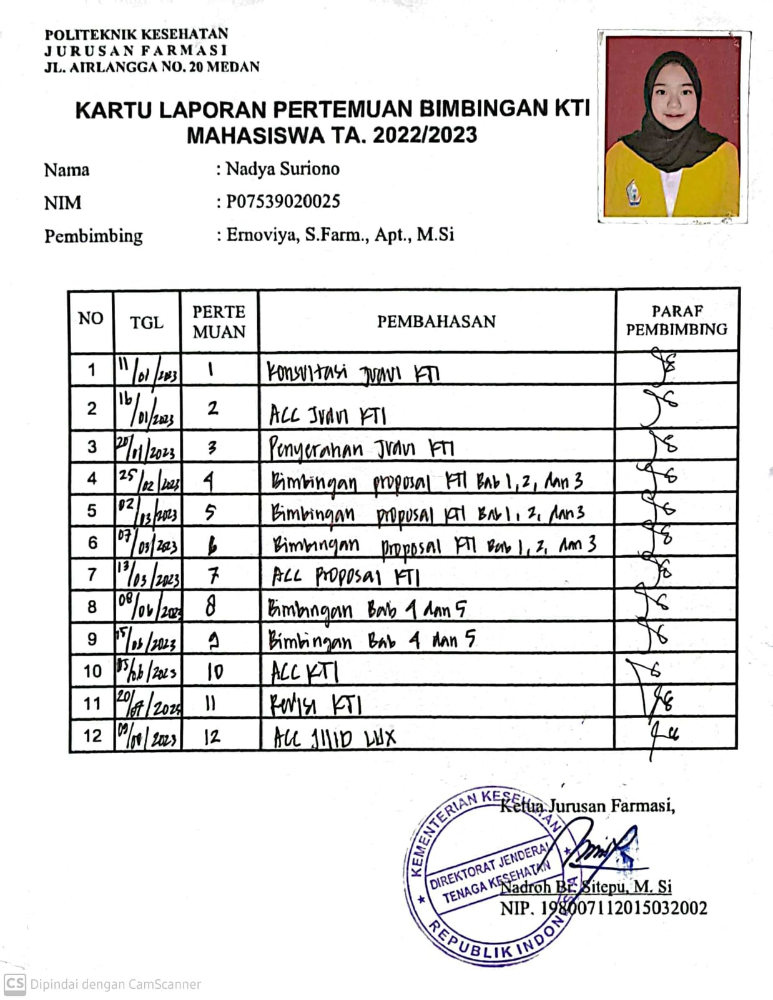 POLITEKNIK KESEHATAN
JURUSAN FARMASI
JL. AIRLANGGA NO. 20 MEDAN
KARTU LAPORAN PERTEMUAN BIMBINGAN KTI
MAHASISWA TA. 2022/2023
Nama : Nadya Suriono
NIM : P07539020025
Pembimbing : Ernoviya, S.Farm., Apt., M.Si
NO TGL PERTE MUAN PEMBAHASAN PARAF PEMBIMBING
1 11/01/2023 1 Konsultasi Judul KTI
2 16/01/2023 2 ACC Judul KTI
3 20/01/2023 3 Penyerahan Judul KTI
4 25/02/2023 4 Bimbingan proposal KTI Bab 1, 2, dan 3
5 02/03/2023 5 Bimbingan proposal KTI Bab 1, 2, dan 3
6 07/03/2023 6 Bimbingan proposal KTI Bab 1, 2, dan 3
7 13/03/2023 7 ACC Proposal KTI
8 08/06/2023 8 Bimbingan Bab 4 dan 5
9 15/06/2023 9 Bimbingan Bab 4 dan 5
10 10 ACC KTI
11 20/07/2023 11 Revisi KTI
12 12 ACC Jilid LUX
KEMENTERIAN KESEHATAN
DIREKTORAT JENDERAL
TENAGA KESEHATAN
REPUBLIK INDONESIA
Ketua Jurusan Farmasi,
Nadroh Br. Sitepu, M. Si
NIP. 198007112015032002
CS Dipindai dengan CamScanner